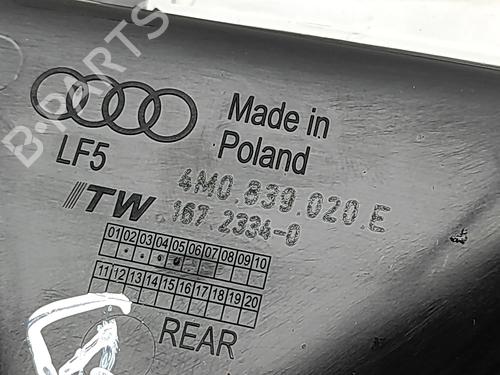 B-PARTS
Made in
Poland
LF5
4M0.839.020.E
ITW
167.2334-0
01 02 03 04 05 06 07 08 09 10
11 12 13 14 15 16 17 18 19 20
REAR